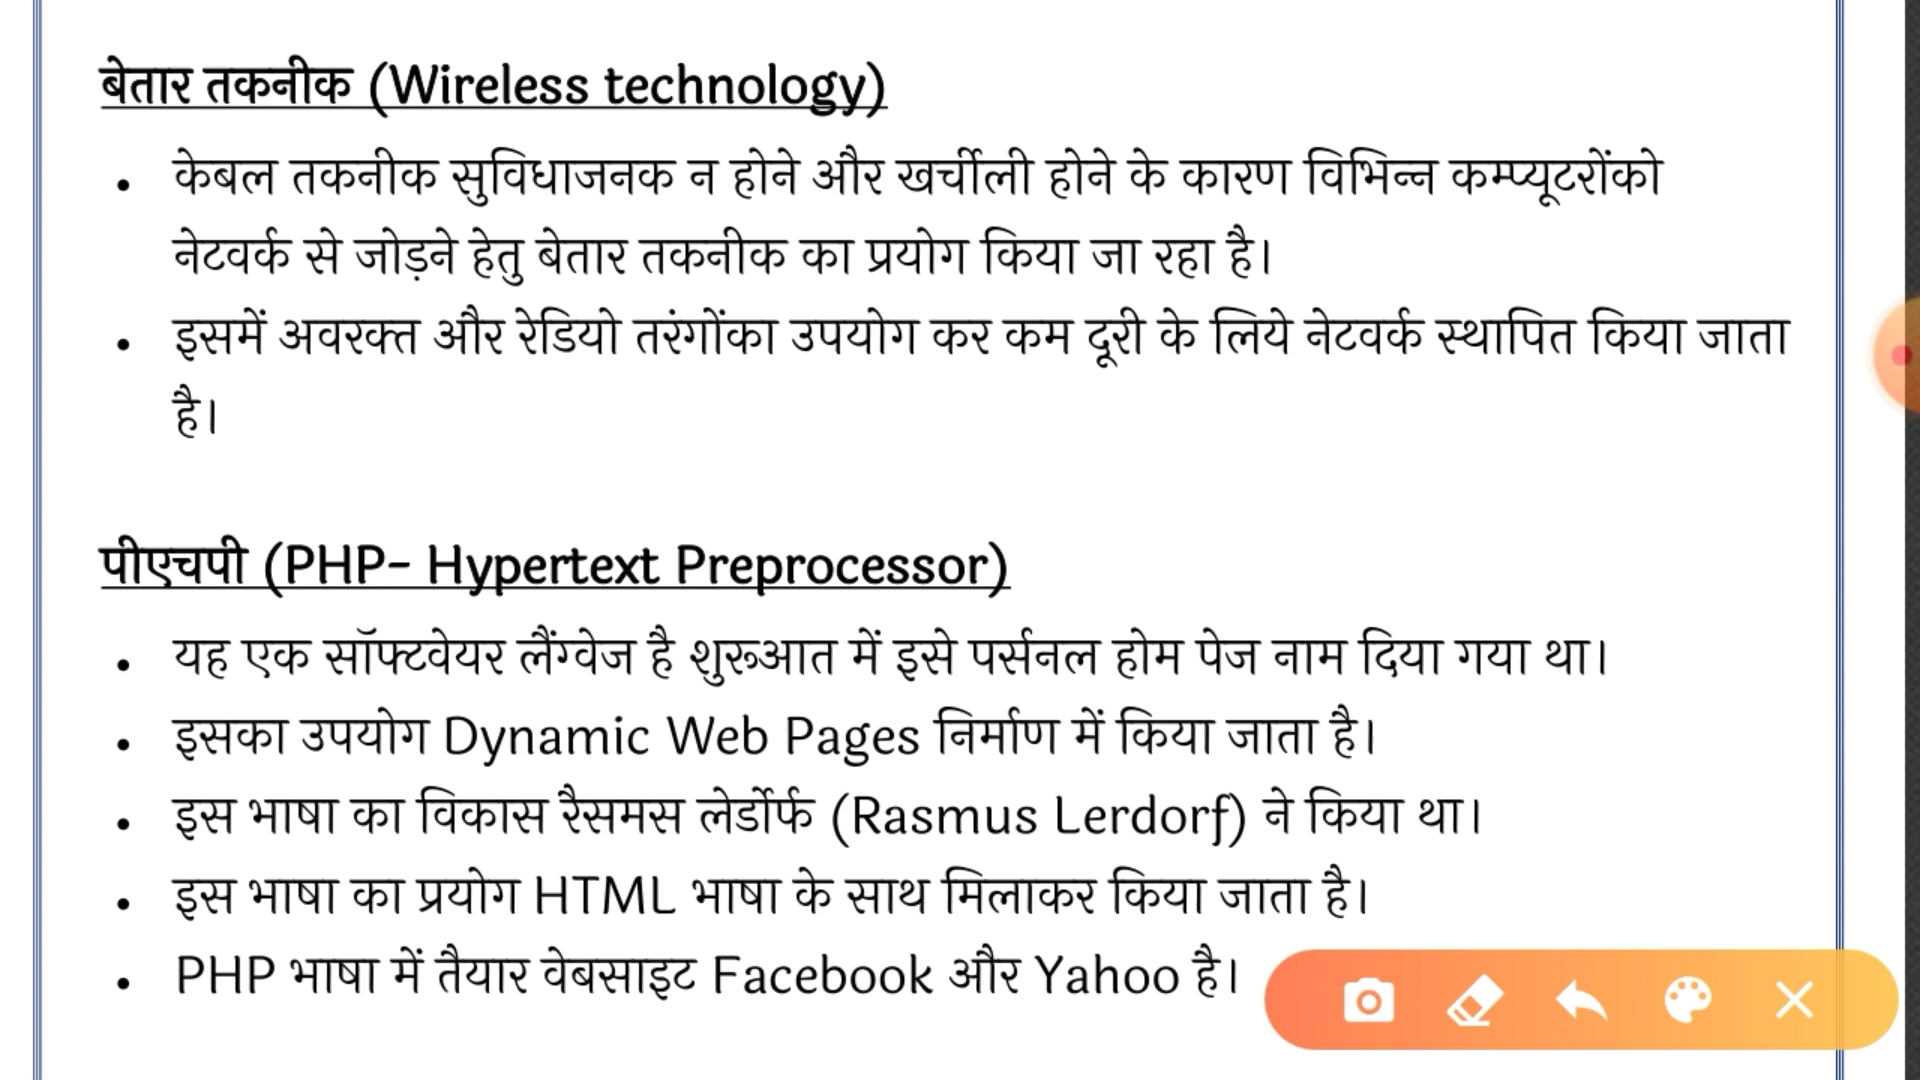 बेतार तकनीक (Wireless technology)
• केबल तकनीक सुविधाजनक न होने और खर्चीली होने के कारण विभिन्न कम्प्यूटरोंको
नेटवर्क से जोड़ने हेतु बेतार तकनीक का प्रयोग किया जा रहा है।
• इसमें अवरक्त और रेडियो तरंगोंका उपयोग कर कम दूरी के लिये नेटवर्क स्थापित किया जाता
है।
पीएचपी (PHP- Hypertext Preprocessor)
• यह एक सॉफ्टवेयर लैंग्वेज है शुरूआत में इसे पर्सनल होम पेज नाम दिया गया था।
• इसका उपयोग Dynamic Web Pages निर्माण में किया जाता है।
• इस भाषा का विकास रैसमस लेर्डोर्फ (Rasmus Lerdorf) ने किया था।
• इस भाषा का प्रयोग HTML भाषा के साथ मिलाकर किया जाता है।
• PHP भाषा में तैयार वेबसाइट Facebook और Yahoo है।